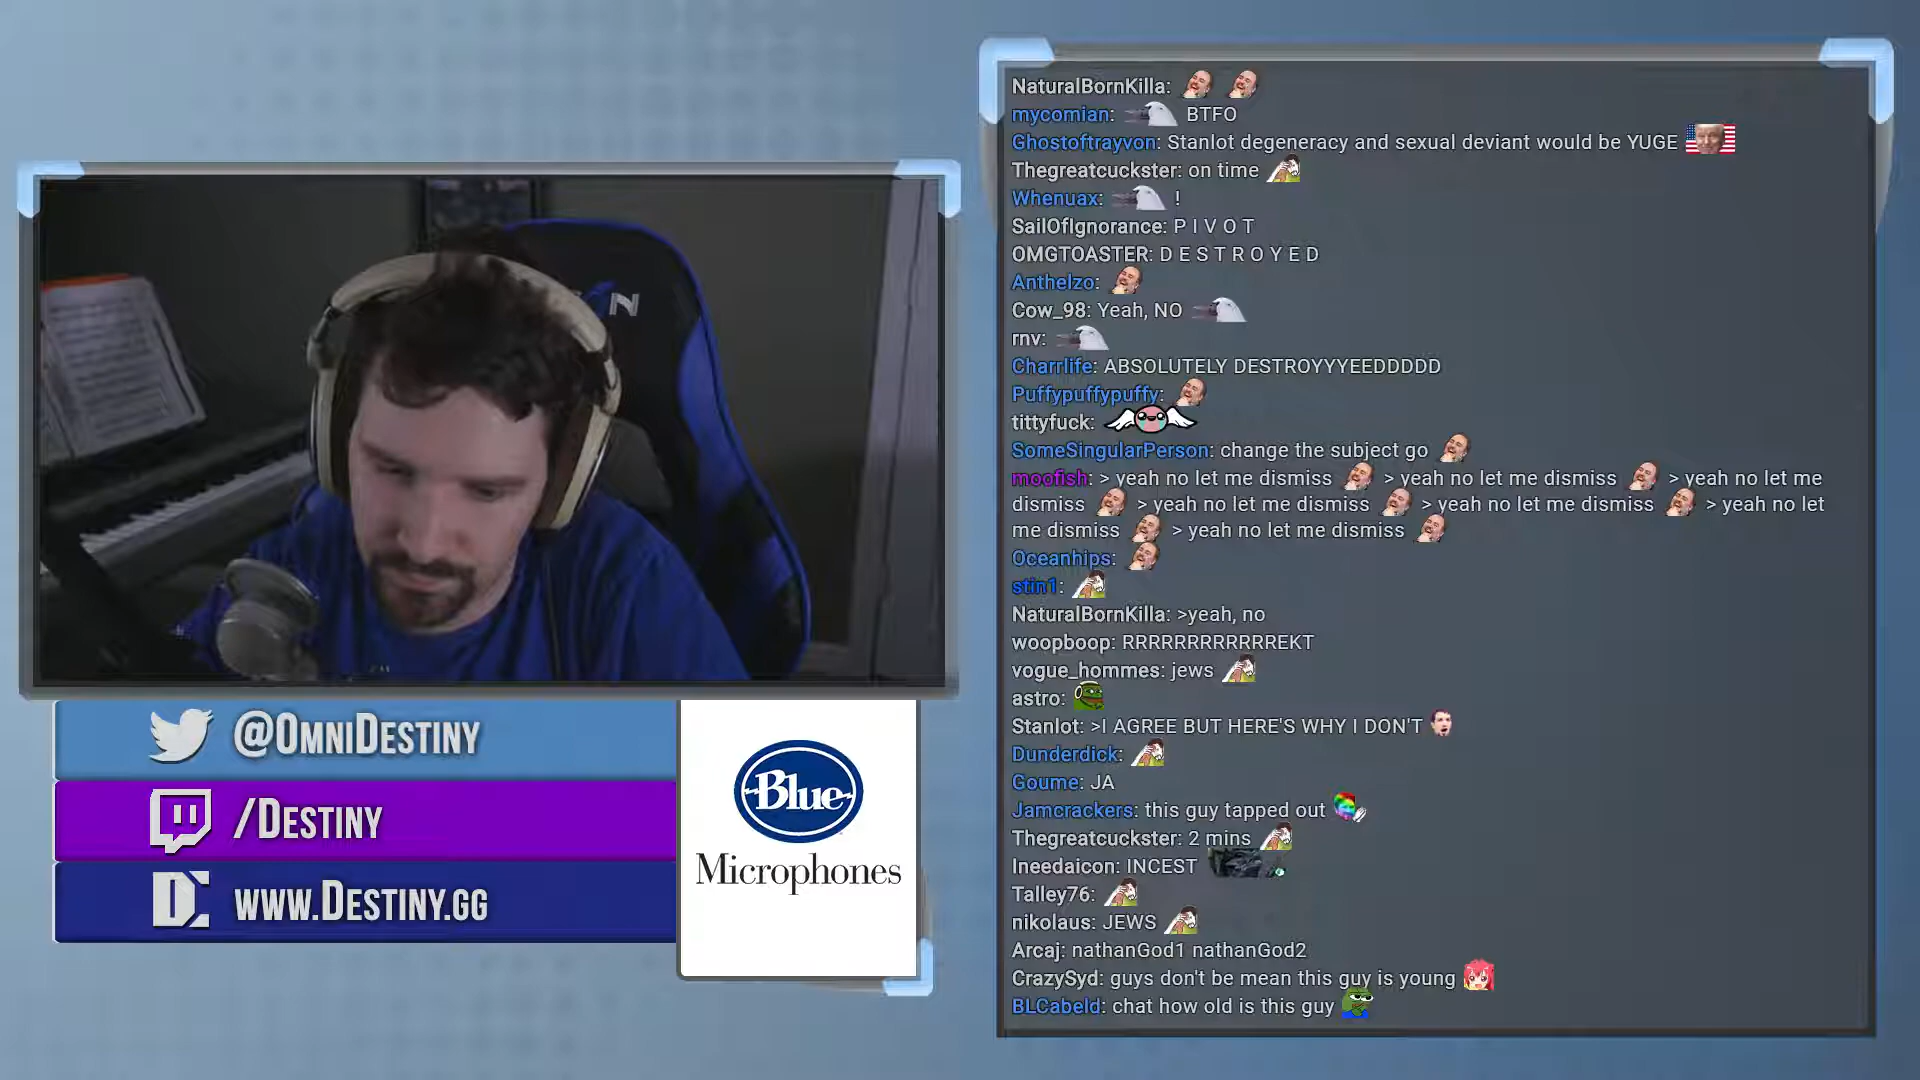 N
@OmniDestiny
/Destiny
www.Destiny.gg
Blue
Microphones
NaturalBornKilla:
mycomian: BTFO
Ghostoftrayvon: Stanlot degeneracy and sexual deviant would be YUGE
Thegreatcuckster: on time
Whenuax: !
SailOfIgnorance: P I V O T
OMGTOASTER: D E S T R O Y E D
Anthelzo:
Cow_98: Yeah, NO
rnv:
Charrlife: ABSOLUTELY DESTROYYYEEDDDDD
Puffypuffypuffy:
tittyfuck:
SomeSingularPerson: change the subject go
moofish: > yeah no let me dismiss > yeah no let me dismiss > yeah no let me
dismiss > yeah no let me dismiss > yeah no let me dismiss > yeah no let
me dismiss > yeah no let me dismiss
Oceanhips:
stin1:
NaturalBornKilla: >yeah, no
woopboop: RRRRRRRRRRRREKT
vogue_hommes: jews
astro:
Stanlot: >I AGREE BUT HERE'S WHY I DON'T
Dunderdick:
Goume: JA
Jamcrackers: this guy tapped out
Thegreatcuckster: 2 mins
Ineedaicon: INCEST
Talley76:
nikolaus: JEWS
Arcaj: nathanGod1 nathanGod2
CrazySyd: guys don't be mean this guy is young
BLCabeld: chat how old is this guy